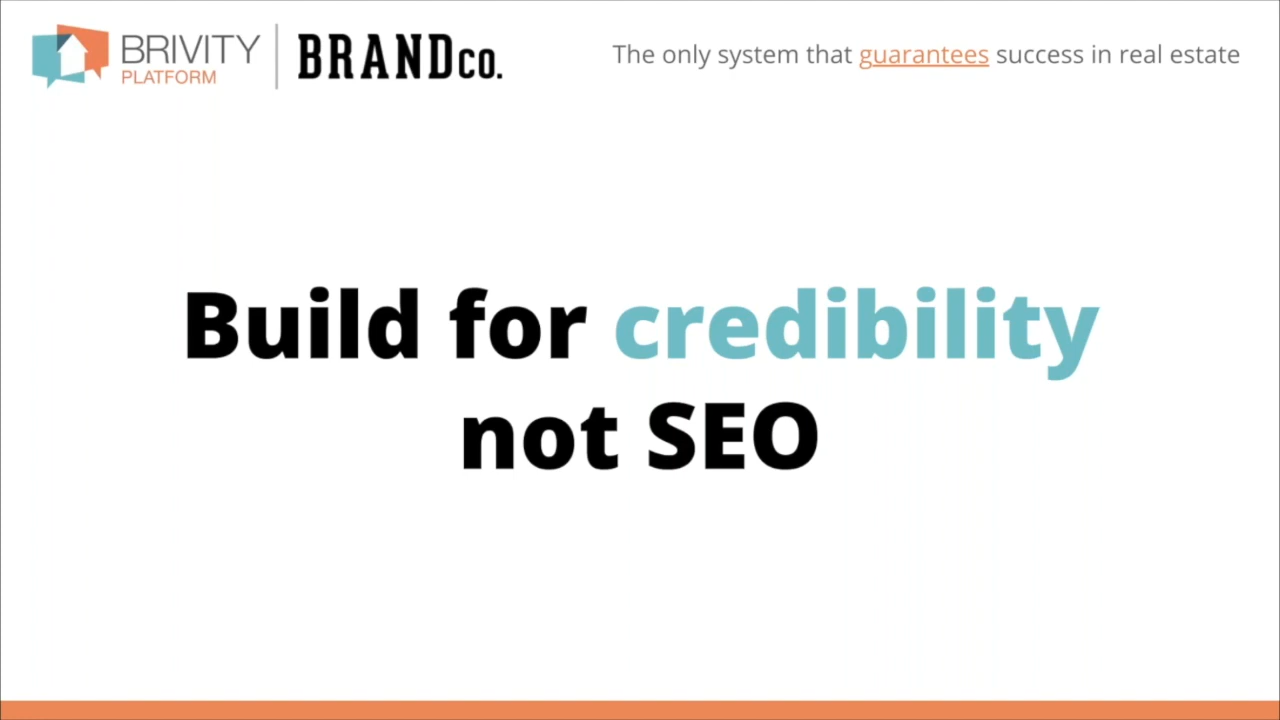 BRIVITY
PLATFORM
BRANDCO.
The only system that guarantees success in real estate
Build for credibility
not SEO